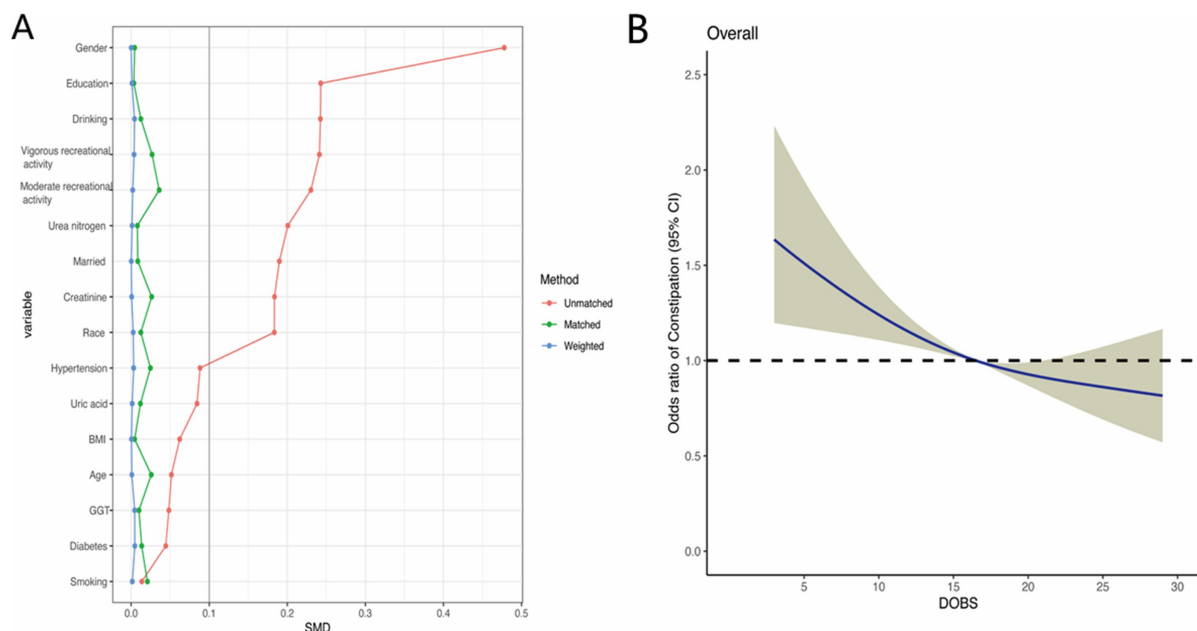 A
Gender
Education
Drinking
Vigorous recreational
activity
Moderate recreational
activity
Urea nitrogen
Married
Creatinine
Race
Hypertension
Uric acid
BMI
Age
GGT
Diabetes
Smoking
variable
0.0 0.1 0.2 0.3 0.4 0.5
SMD
Method
Unmatched
Matched
Weighted
B
Overall
2.5
2.0
1.5
1.0
0.5
0.0
Odds ratio of Constipation (95% CI)
5 10 15 20 25 30
DOBS